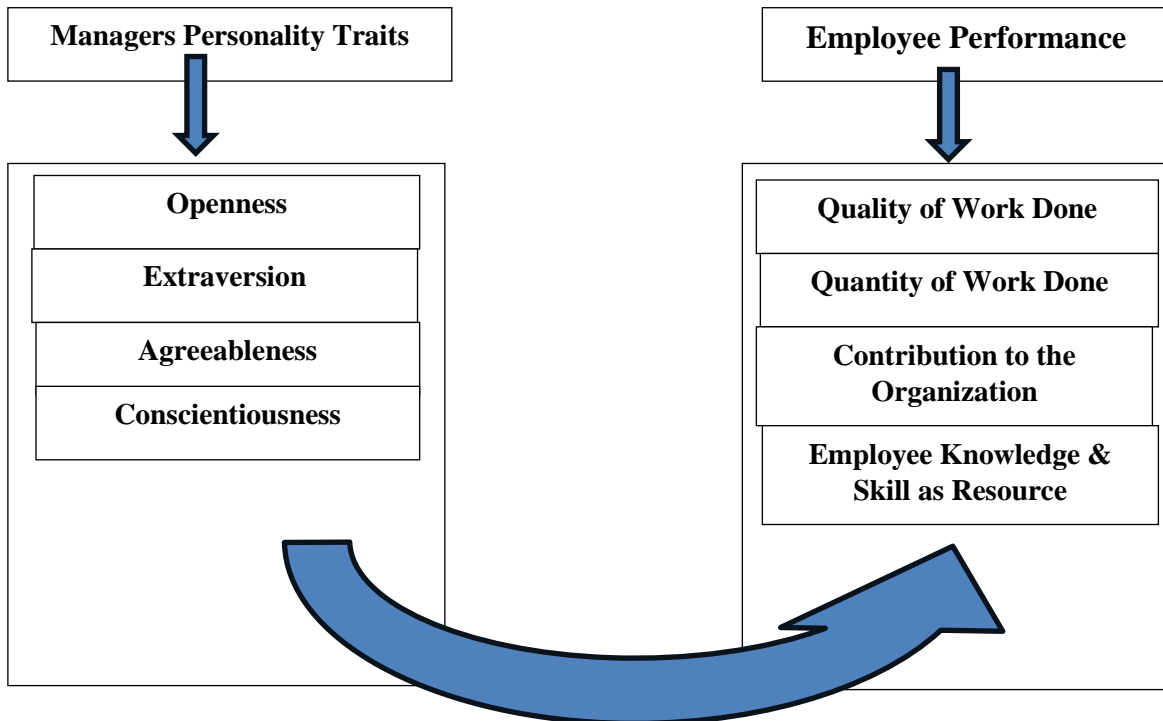 Managers Personality Traits
Employee Performance
Openness
Extraversion
Agreeableness
Conscientiousness
Quality of Work Done
Quantity of Work Done
Contribution to the
Organization
Employee Knowledge &
Skill as Resource